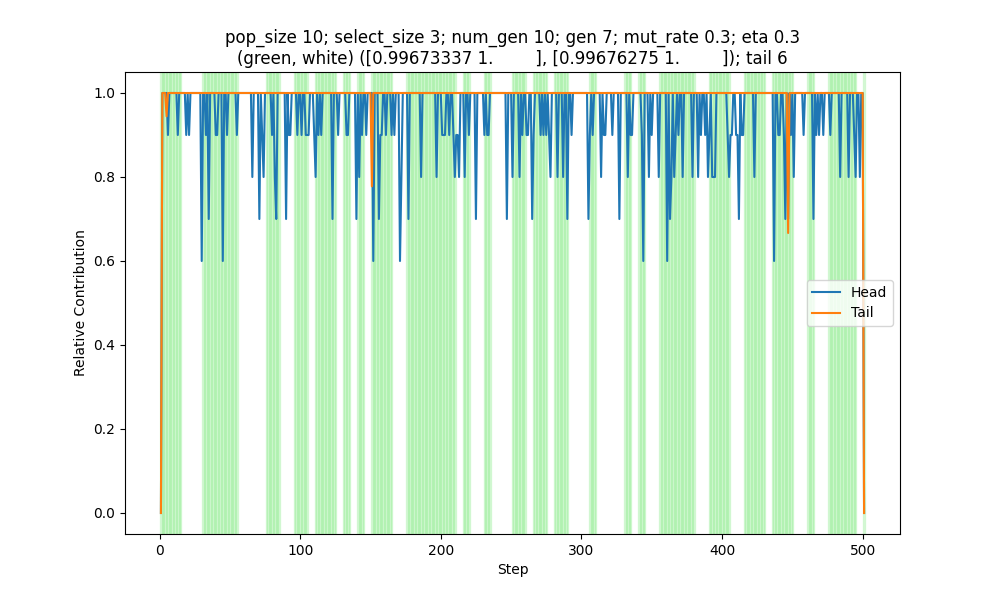 pop_size 10; select_size 3; num_gen 10; gen 7; mut_rate 0.3; eta 0.3
(green, white) ([0.99673337 1.         ], [0.99676275 1.         ]); tail 6
1.0
0.8
0.6
0.4
0.2
0.0
Relative Contribution
Head
Tail
0 100 200 300 400 500
Step